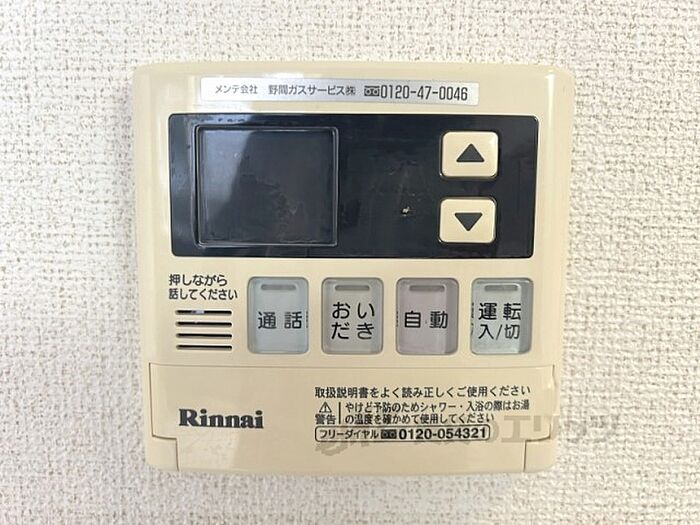 メンテ会社 野間ガスサービス㈱ 0120-47-0046
▲
▼
押しながら
話してください
通話
おい
だき
自動
運転
入/切
取扱説明書をよく読み正しくご使用ください
⚠警告 やけど予防のためシャワー・入浴の際はお湯
の温度を確かめて使用してください
Rinnai
フリーダイヤル 0120-054321
エリッツ